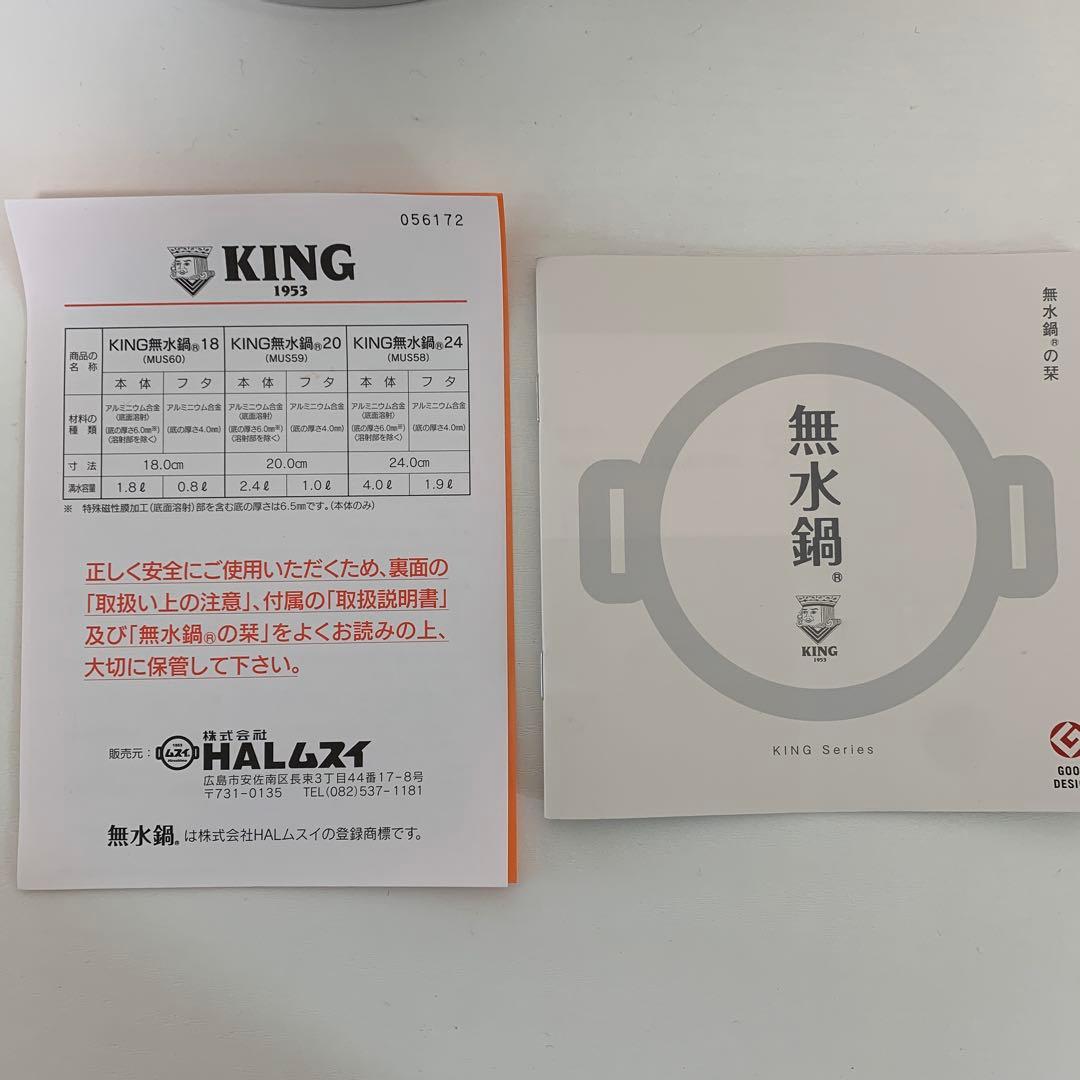 056172
KING
1953
商品の名称 KING無水鍋®18 (MUS60) KING無水鍋®20 (MUS59) KING無水鍋®24 (MUS58)
本体 フタ 本体 フタ 本体 フタ
材料の種類 アルミニウム合金〈底面溶射〉(底の厚さ6.0mm※)(溶射部を除く) アルミニウム合金(底の厚さ4.0mm) アルミニウム合金〈底面溶射〉(底の厚さ6.0mm※)(溶射部を除く) アルミニウム合金(底の厚さ4.0mm) アルミニウム合金〈底面溶射〉(底の厚さ6.0mm※)(溶射部を除く) アルミニウム合金(底の厚さ4.0mm)
寸法 18.0cm 20.0cm 24.0cm
満水容量 1.8ℓ 0.8ℓ 2.4ℓ 1.0ℓ 4.0ℓ 1.9ℓ
※ 特殊磁性膜加工(底面溶射)部を含む底の厚さは6.5mmです。(本体のみ)
正しく安全にご使用いただくため、裏面の
「取扱い上の注意」、付属の「取扱説明書」
及び「無水鍋®の栞」をよくお読みの上、
大切に保管して下さい。
販売元: 1953 ムスイ Hiroshima 株式会社
HALムスイ
広島市安佐南区長束3丁目44番17-8号
〒731-0135 TEL(082)537-1181
無水鍋®は株式会社HALムスイの登録商標です。
無水鍋®の栞
無水鍋®
KING
1953
KING Series
GOO
DESI